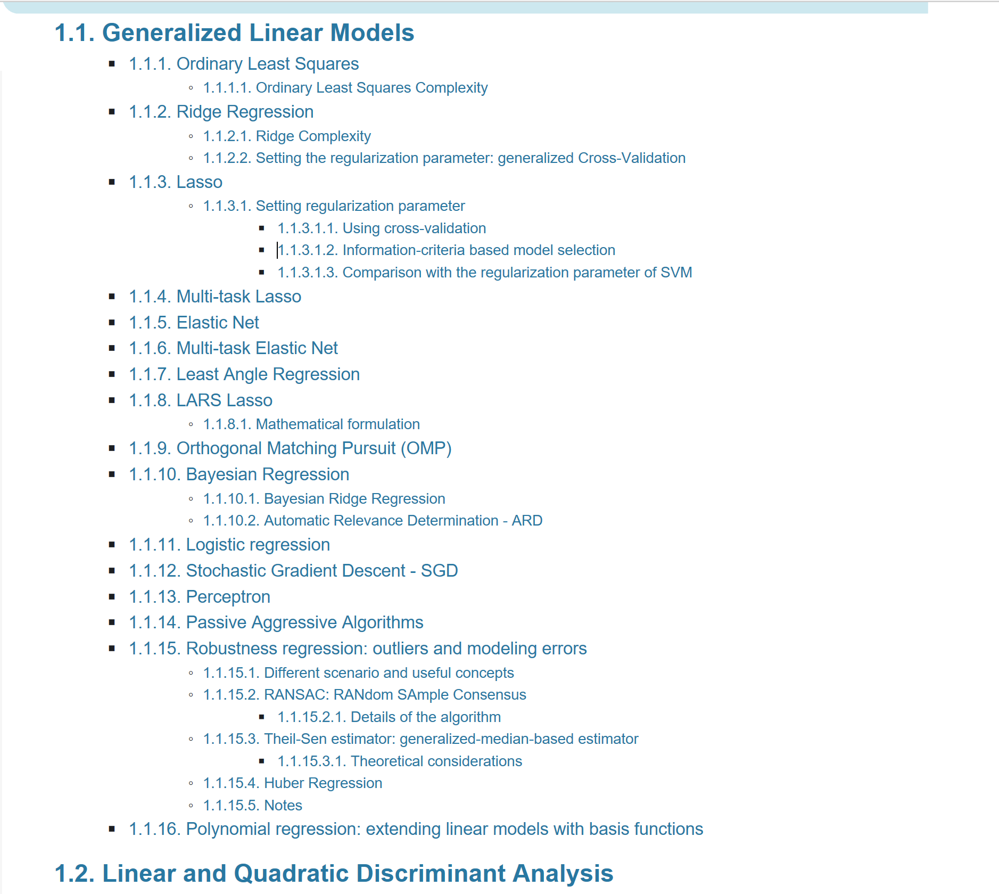 1.1. Generalized Linear Models
1.1.1. Ordinary Least Squares
1.1.1.1. Ordinary Least Squares Complexity
1.1.2. Ridge Regression
1.1.2.1. Ridge Complexity
1.1.2.2. Setting the regularization parameter: generalized Cross-Validation
1.1.3. Lasso
1.1.3.1. Setting regularization parameter
1.1.3.1.1. Using cross-validation
1.1.3.1.2. Information-criteria based model selection
1.1.3.1.3. Comparison with the regularization parameter of SVM
1.1.4. Multi-task Lasso
1.1.5. Elastic Net
1.1.6. Multi-task Elastic Net
1.1.7. Least Angle Regression
1.1.8. LARS Lasso
1.1.8.1. Mathematical formulation
1.1.9. Orthogonal Matching Pursuit (OMP)
1.1.10. Bayesian Regression
1.1.10.1. Bayesian Ridge Regression
1.1.10.2. Automatic Relevance Determination - ARD
1.1.11. Logistic regression
1.1.12. Stochastic Gradient Descent - SGD
1.1.13. Perceptron
1.1.14. Passive Aggressive Algorithms
1.1.15. Robustness regression: outliers and modeling errors
1.1.15.1. Different scenario and useful concepts
1.1.15.2. RANSAC: RANdom SAmple Consensus
1.1.15.2.1. Details of the algorithm
1.1.15.3. Theil-Sen estimator: generalized-median-based estimator
1.1.15.3.1. Theoretical considerations
1.1.15.4. Huber Regression
1.1.15.5. Notes
1.1.16. Polynomial regression: extending linear models with basis functions
1.2. Linear and Quadratic Discriminant Analysis